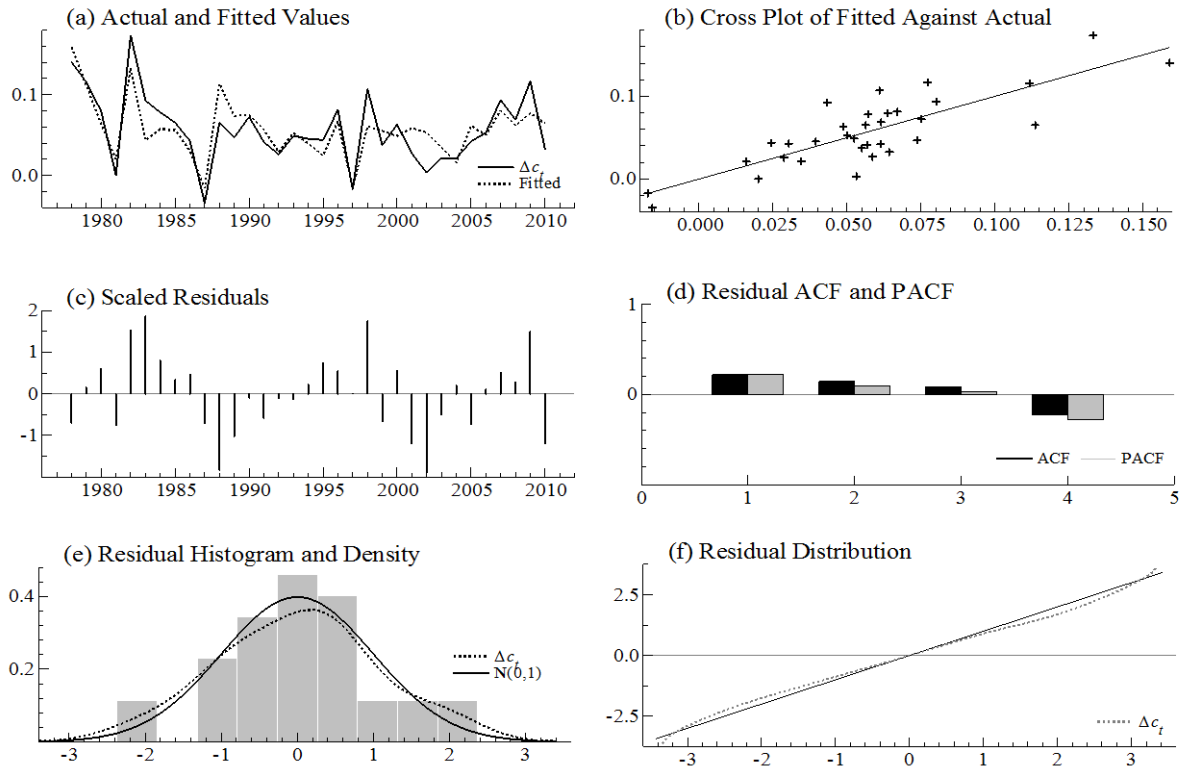 (a) Actual and Fitted Values
0.1
0.0
Δc_t
Fitted
1980 1985 1990 1995 2000 2005 2010
(b) Cross Plot of Fitted Against Actual
0.1
0.0
0.000 0.025 0.050 0.075 0.100 0.125 0.150
(c) Scaled Residuals
2
1
0
-1
1980 1985 1990 1995 2000 2005 2010
(d) Residual ACF and PACF
1
0
ACF PACF
0 1 2 3 4 5
(e) Residual Histogram and Density
0.4
0.2
Δc_t
N(0,1)
-3 -2 -1 0 1 2 3
(f) Residual Distribution
2.5
0.0
-2.5
Δc_t
-3 -2 -1 0 1 2 3